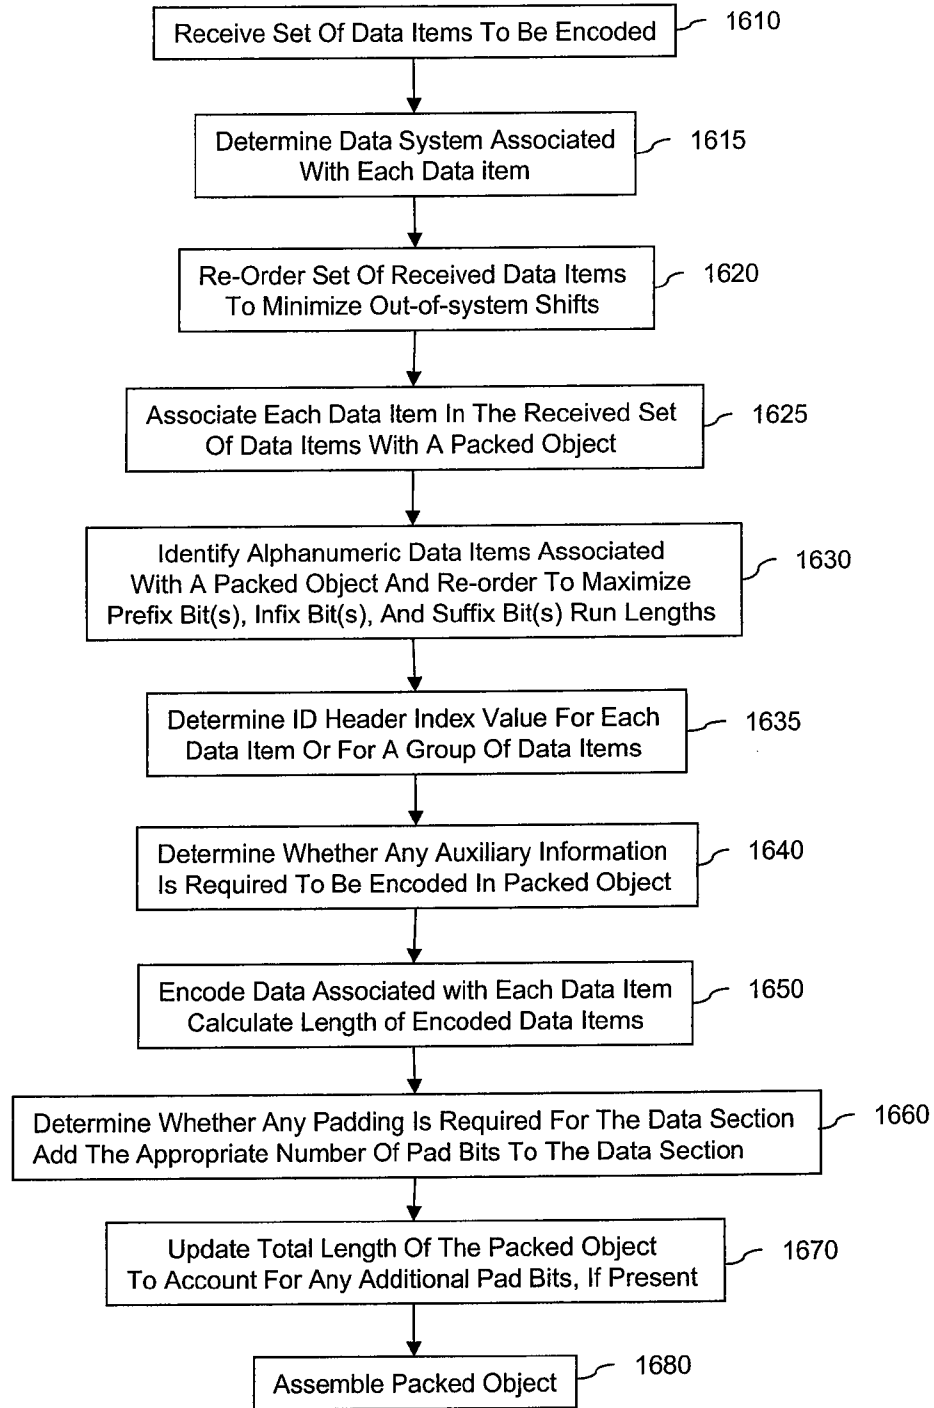 Receive Set Of Data Items To Be Encoded
1610
Determine Data System Associated
With Each Data item
1615
Re-Order Set Of Received Data Items
To Minimize Out-of-system Shifts
1620
Associate Each Data Item In The Received Set
Of Data Items With A Packed Object
1625
Identify Alphanumeric Data Items Associated
With A Packed Object And Re-order To Maximize
Prefix Bit(s), Infix Bit(s), And Suffix Bit(s) Run Lengths
1630
Determine ID Header Index Value For Each
Data Item Or For A Group Of Data Items
1635
Determine Whether Any Auxiliary Information
Is Required To Be Encoded In Packed Object
1640
Encode Data Associated with Each Data Item
Calculate Length of Encoded Data Items
1650
Determine Whether Any Padding Is Required For The Data Section
Add The Appropriate Number Of Pad Bits To The Data Section
1660
Update Total Length Of The Packed Object
To Account For Any Additional Pad Bits, If Present
1670
Assemble Packed Object
1680